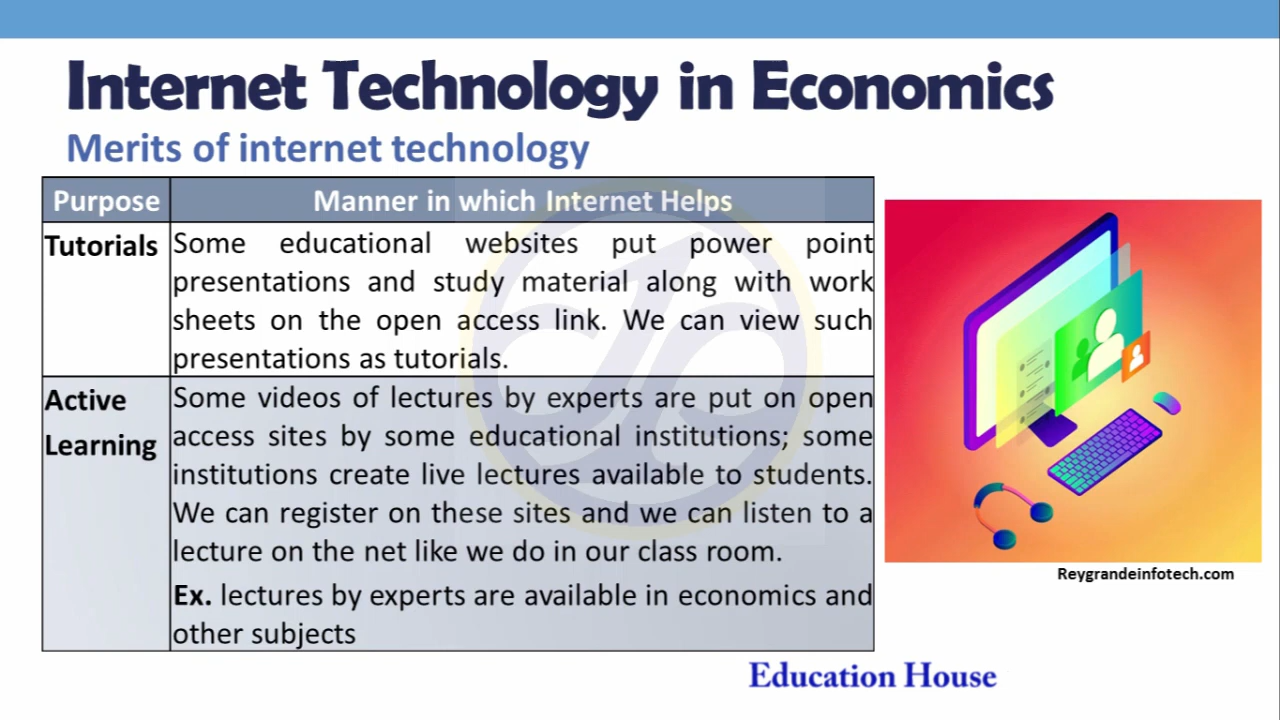 Internet Technology in Economics
Merits of internet technology
Purpose
Manner in which Internet Helps
Tutorials
Some educational websites put power point
presentations and study material along with work
sheets on the open access link. We can view such
presentations as tutorials.
Active
Learning
Some videos of lectures by experts are put on open
access sites by some educational institutions; some
institutions create live lectures available to students.
We can register on these sites and we can listen to a
lecture on the net like we do in our class room.
Ex. lectures by experts are available in economics and
other subjects
Reygrandeinfotech.com
Education House